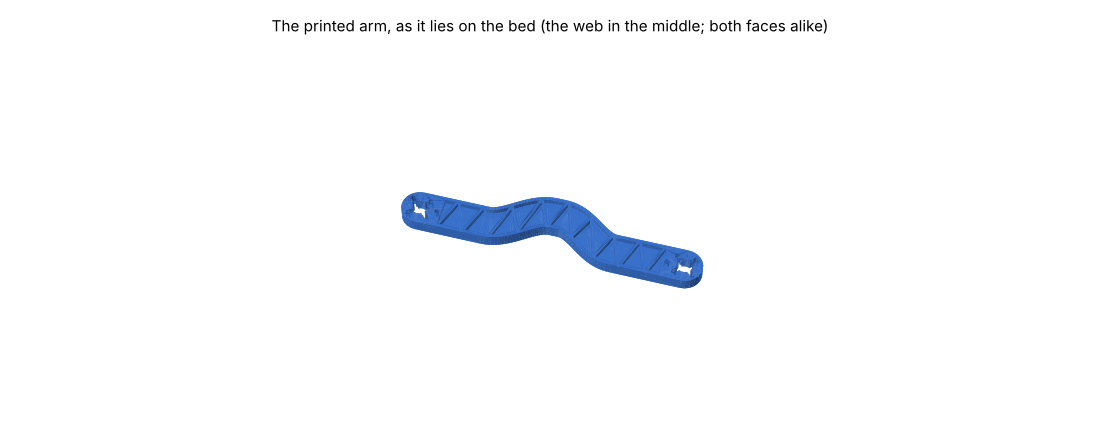 The printed arm, as it lies on the bed (the web in the middle; both faces alike)